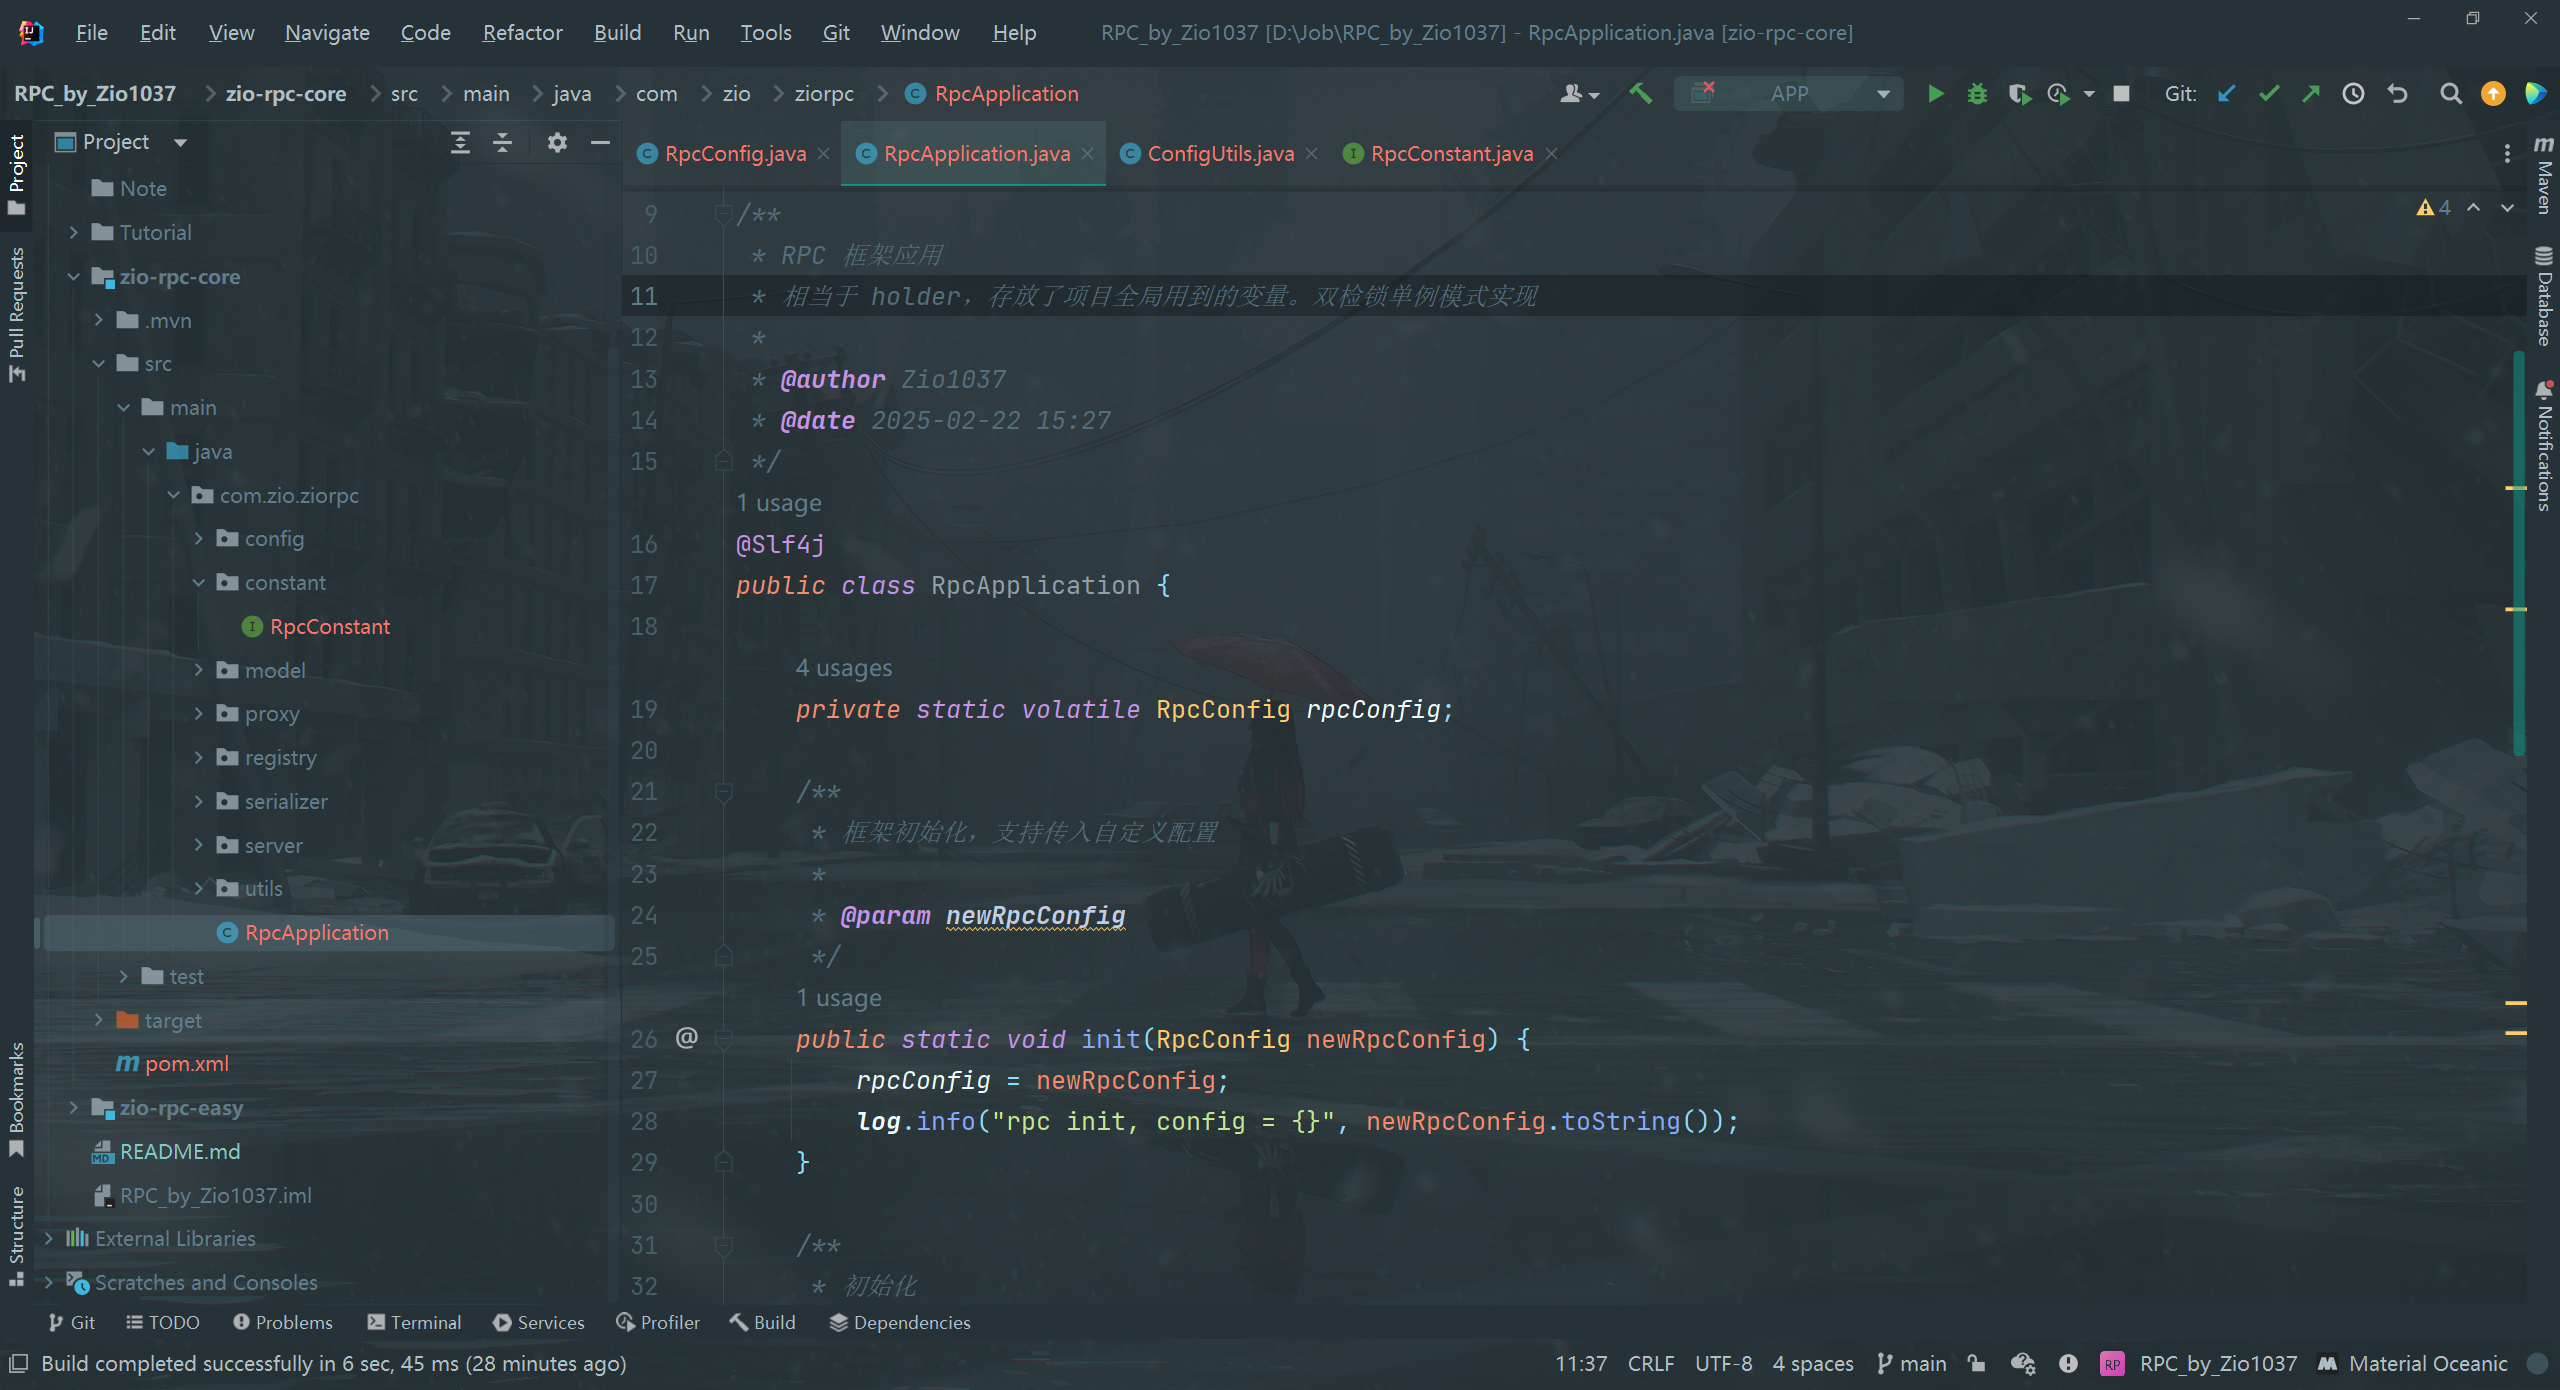 File Edit View Navigate Code Refactor Build Run Tools Git Window Help RPC_by_Zio1037 [D:\Job\RPC_by_Zio1037] - RpcApplication.java [zio-rpc-core]
RPC_by_Zio1037 zio-rpc-core src main java com zio ziorpc RpcApplication APP Git:
Project
RpcConfig.java RpcApplication.java ConfigUtils.java RpcConstant.java
Project
Pull Requests
Bookmarks
Structure
Note
Tutorial
zio-rpc-core
.mvn
src
main
java
com.zio.ziorpc
config
constant
RpcConstant
model
proxy
registry
serializer
server
utils
RpcApplication
test
target
pom.xml
zio-rpc-easy
README.md
RPC_by_Zio1037.iml
External Libraries
Scratches and Consoles
4
9 /**
10 * RPC 框架应用
11 * 相当于 holder，存放了项目全局用到的变量。双检锁单例模式实现
12 *
13 * @author Zio1037
14 * @date 2025-02-22 15:27
15 */
1 usage
16 @Slf4j
17 public class RpcApplication {
18
4 usages
19 private static volatile RpcConfig rpcConfig;
20
21 /**
22 * 框架初始化，支持传入自定义配置
23 *
24 * @param newRpcConfig
25 */
1 usage
26 @ public static void init(RpcConfig newRpcConfig) {
27 rpcConfig = newRpcConfig;
28 log.info("rpc init, config = {}", newRpcConfig.toString());
29 }
30
31 /**
32 * 初始化
Maven
Database
Notifications
Git TODO Problems Terminal Services Profiler Build Dependencies
Build completed successfully in 6 sec, 45 ms (28 minutes ago) 11:37 CRLF UTF-8 4 spaces main RP RPC_by_Zio1037 Material Oceanic